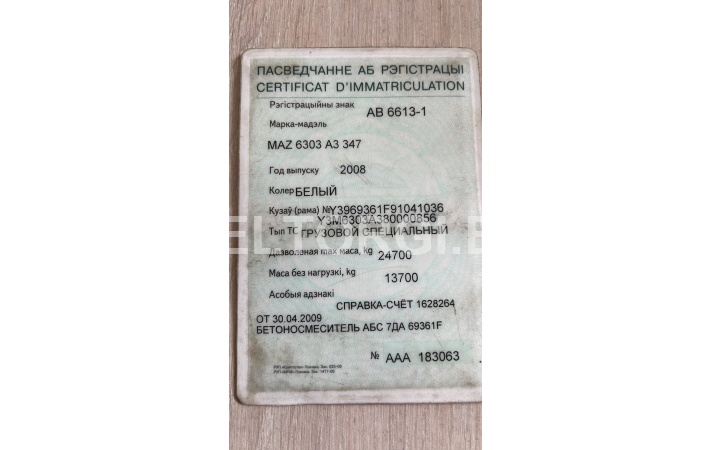 ПАСВЕДЧАННЕ АБ РЭГІСТРАЦЫІ
CERTIFICAT D'IMMATRICULATION
Рэгістрацыйны знак AB 6613-1
Марка-мадэль
MAZ 6303 A3 347
Год выпуску 2008
Колер БЕЛЫЙ
Кузаў (рама) № Y3969361F91041036
Y3M6303A380000856
Тып ТС ГРУЗОВОЙ СПЕЦИАЛЬНЫЙ
Дазволеная max маса, kg 24700
Маса без нагрузкі, kg 13700
Асобыя адзнакі
СПРАВКА-СЧЁТ 1628264
ОТ 30.04.2009
БЕТОНОСМЕСИТЕЛЬ АБС 7ДА 69361F
№ AAA 183063